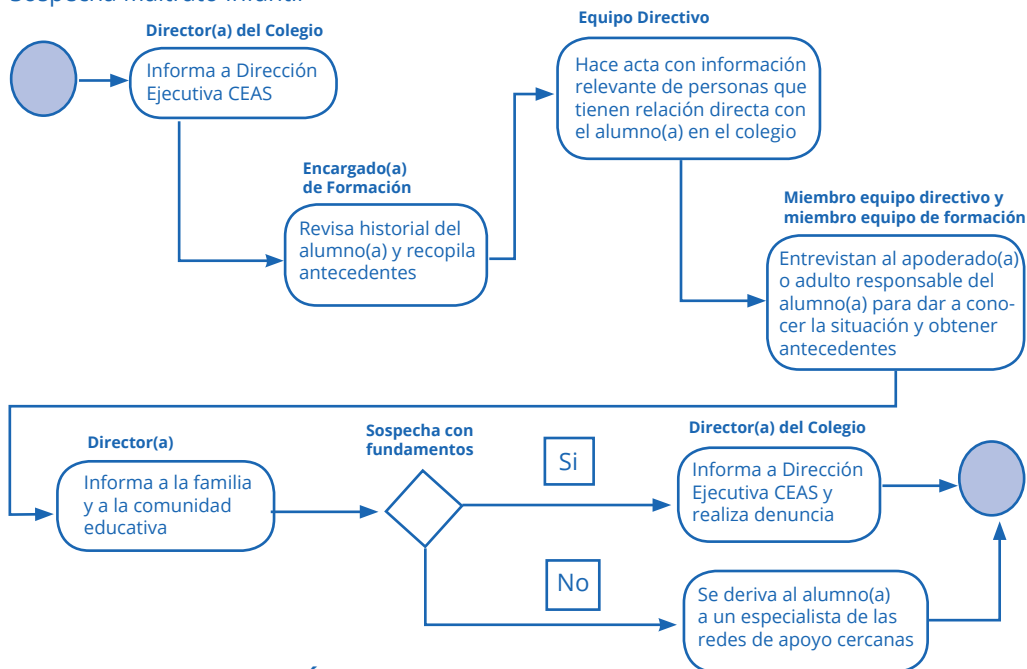 Sospecha maltrato infantil
Director(a) del Colegio
Informa a Dirección
Ejecutiva CEAS
Encargado(a)
de Formación
Revisa historial del
alumno(a) y recopila
antecedentes
Equipo Directivo
Hace acta con información
relevante de personas que
tienen relación directa con
el alumno(a) en el colegio
Miembro equipo directivo y
miembro equipo de formación
Entrevistan al apoderado(a)
o adulto responsable del
alumno(a) para dar a cono-
cer la situación y obtener
antecedentes
Director(a)
Informa a la familia
y a la comunidad
educativa
Sospecha con
fundamentos
Si
Director(a) del Colegio
Informa a Dirección
Ejecutiva CEAS y
realiza denuncia
No
Se deriva al alumno(a)
a un especialista de las
redes de apoyo cercanas